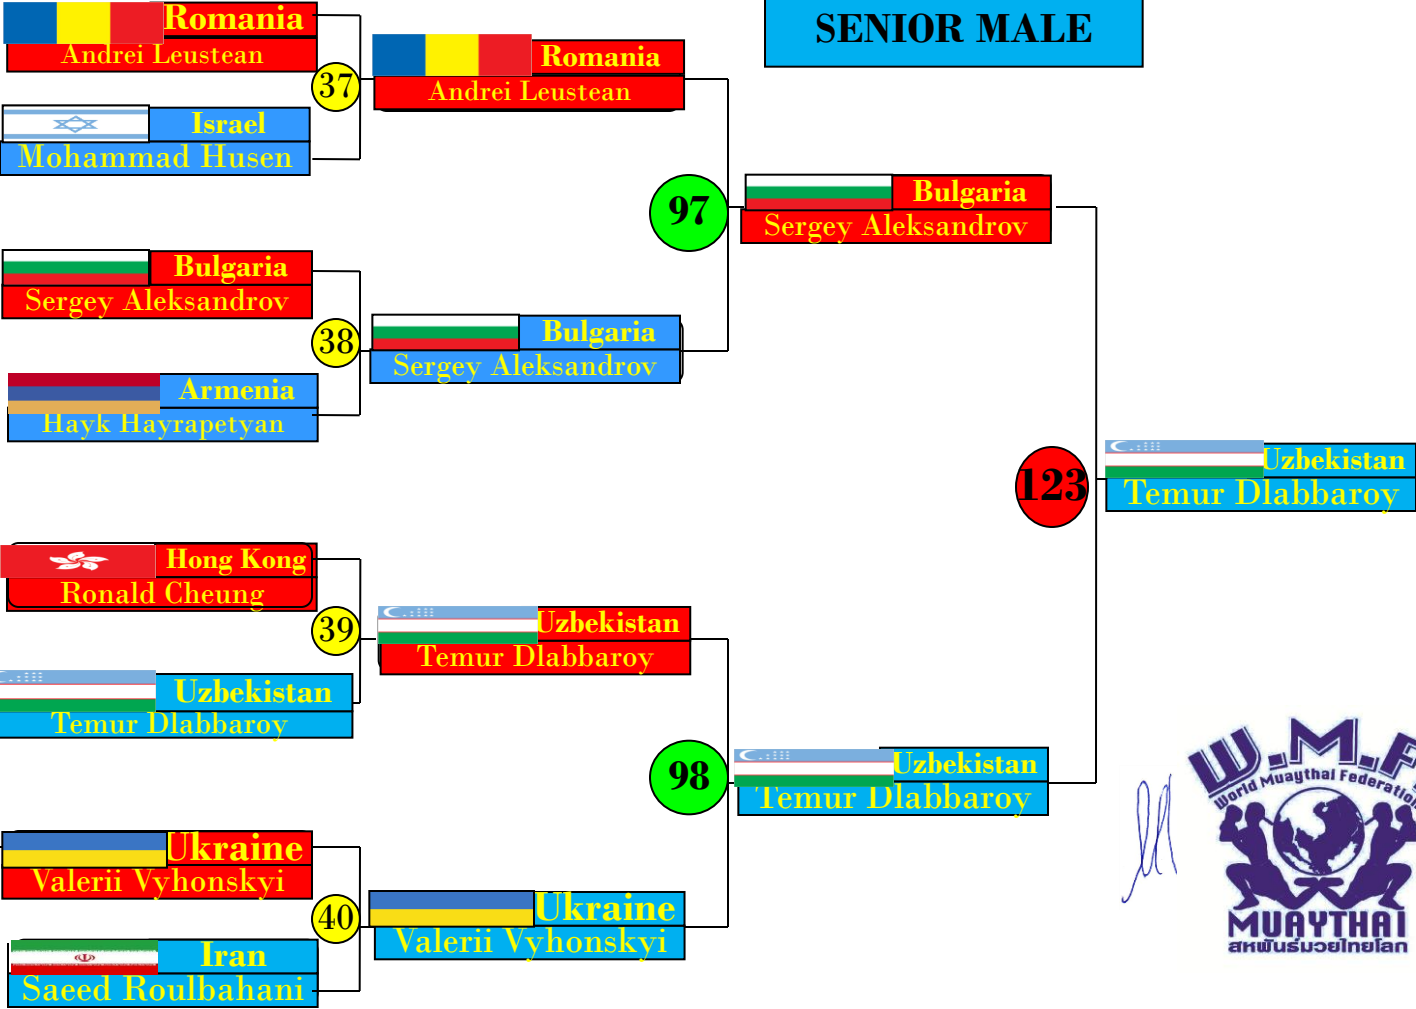 SENIOR MALE
Romania
Andrei Leustean
37
Israel
Mohammad Husen
Romania
Andrei Leustean
Bulgaria
Sergey Aleksandrov
38
Armenia
Hayk Hayrapetyan
Bulgaria
Sergey Aleksandrov
97
Bulgaria
Sergey Aleksandrov
Hong Kong
Ronald Cheung
39
Uzbekistan
Temur Dlabbaroy
Uzbekistan
Temur Dlabbaroy
Ukraine
Valerii Vyhonskyi
40
Iran
Saeed Roulbahani
Ukraine
Valerii Vyhonskyi
98
Uzbekistan
Temur Dlabbaroy
123
Uzbekistan
Temur Dlabbaroy
W.M.F
World Muaythai Federation
MUAYTHAI
สหพันธ์มวยไทยโลก